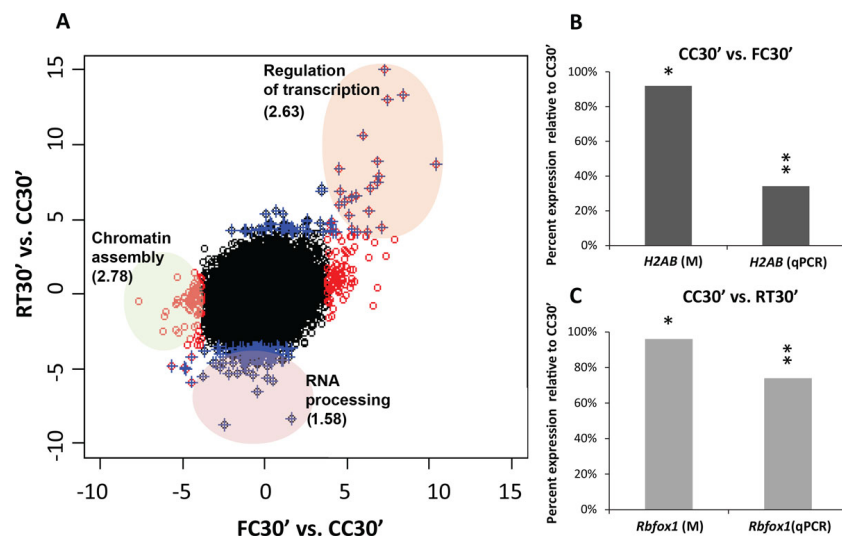 A
15
10
5
0
-5
-10
RT30’ vs. CC30’
Regulation
of transcription
(2.63)
Chromatin
assembly
(2.78)
RNA
processing
(1.58)
-10 -5 0 5 10 15
FC30’ vs. CC30’
B
CC30’ vs. FC30’
Percent expression relative to CC30’
100%
80%
60%
40%
20%
0%
*
**
H2AB (M) H2AB (qPCR)
C
CC30’ vs. RT30’
Percent expression relative to CC30’
100%
80%
60%
40%
20%
0%
*
**
Rbfox1 (M) Rbfox1(qPCR)